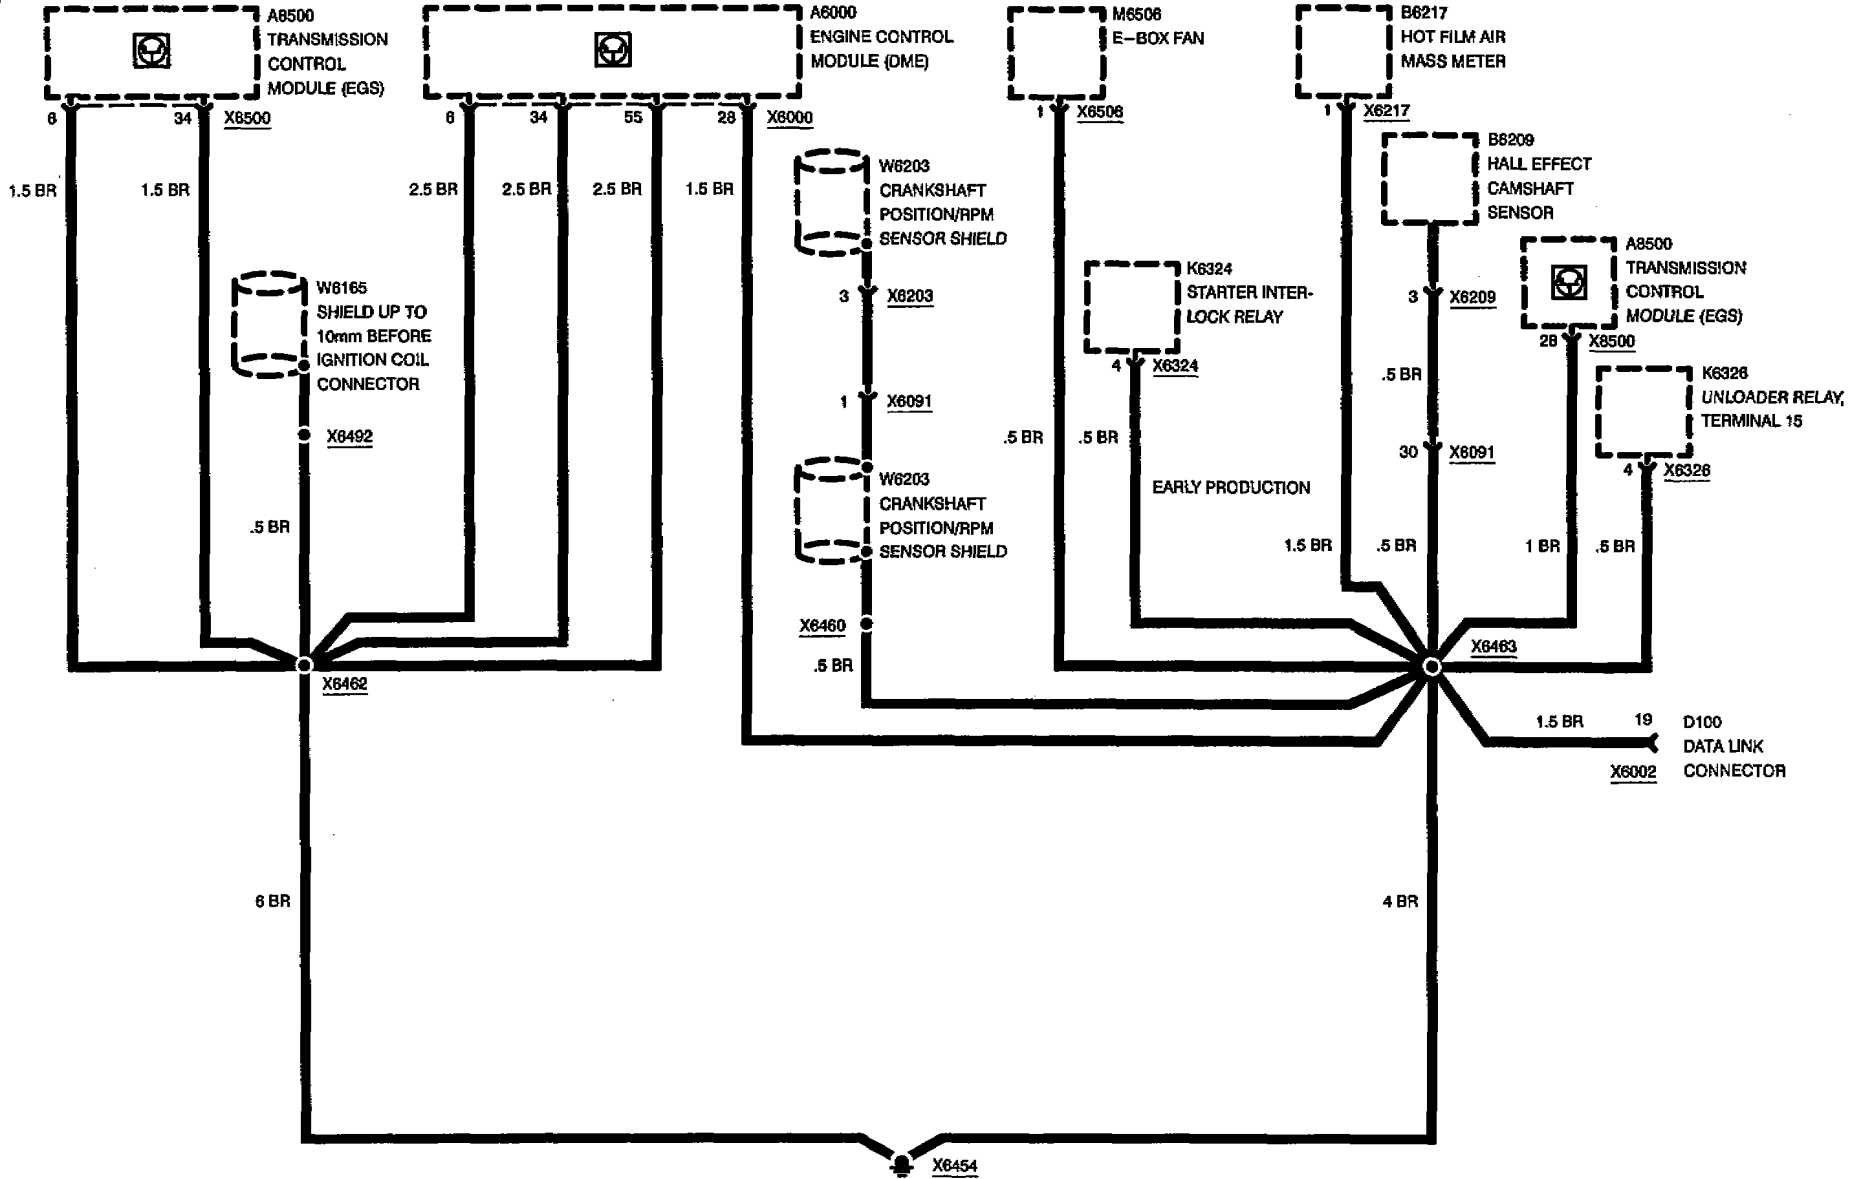 A8500
TRANSMISSION
CONTROL
MODULE (EGS)
6
34
X8500
1.5 BR
1.5 BR
W6165
SHIELD UP TO
10mm BEFORE
IGNITION COIL
CONNECTOR
X6492
.5 BR
A6000
ENGINE CONTROL
MODULE (DME)
6
34
55
28
X6000
2.5 BR
2.5 BR
2.5 BR
1.5 BR
W6203
CRANKSHAFT
POSITION/RPM
SENSOR SHIELD
3
X6203
1
X6091
W6203
CRANKSHAFT
POSITION/RPM
SENSOR SHIELD
X6460
.5 BR
M6506
E-BOX FAN
1
X6506
.5 BR
K6324
STARTER INTER-
LOCK RELAY
4
X6324
.5 BR
EARLY PRODUCTION
B6217
HOT FILM AIR
MASS METER
1
X6217
1.5 BR
B6209
HALL EFFECT
CAMSHAFT
SENSOR
3
X6209
.5 BR
30
X6091
.5 BR
A8500
TRANSMISSION
CONTROL
MODULE (EGS)
28
X8500
1 BR
K6326
UNLOADER RELAY,
TERMINAL 15
4
X6326
.5 BR
X6462
X6463
1.5 BR
19
D100
DATA LINK
CONNECTOR
X6002
6 BR
4 BR
X6454